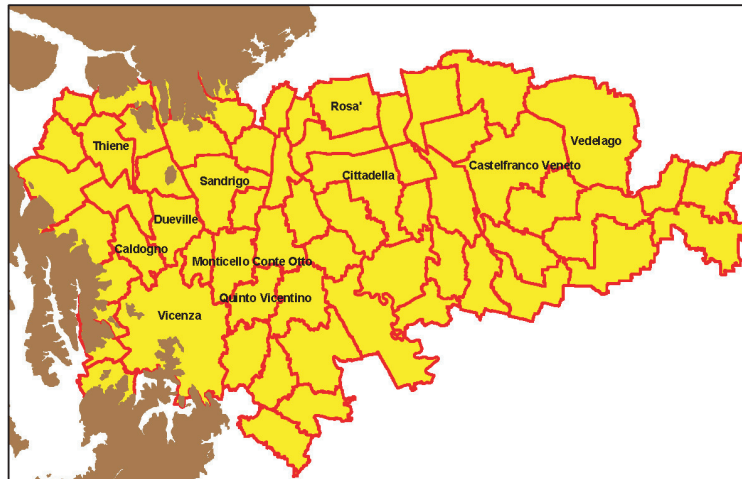 Rosa'
Thiene
Vedelago
Castelfranco Veneto
Cittadella
Sandrigo
Dueville
Caldogno
Monticello Conte Otto
Quinto Vicentino
Vicenza